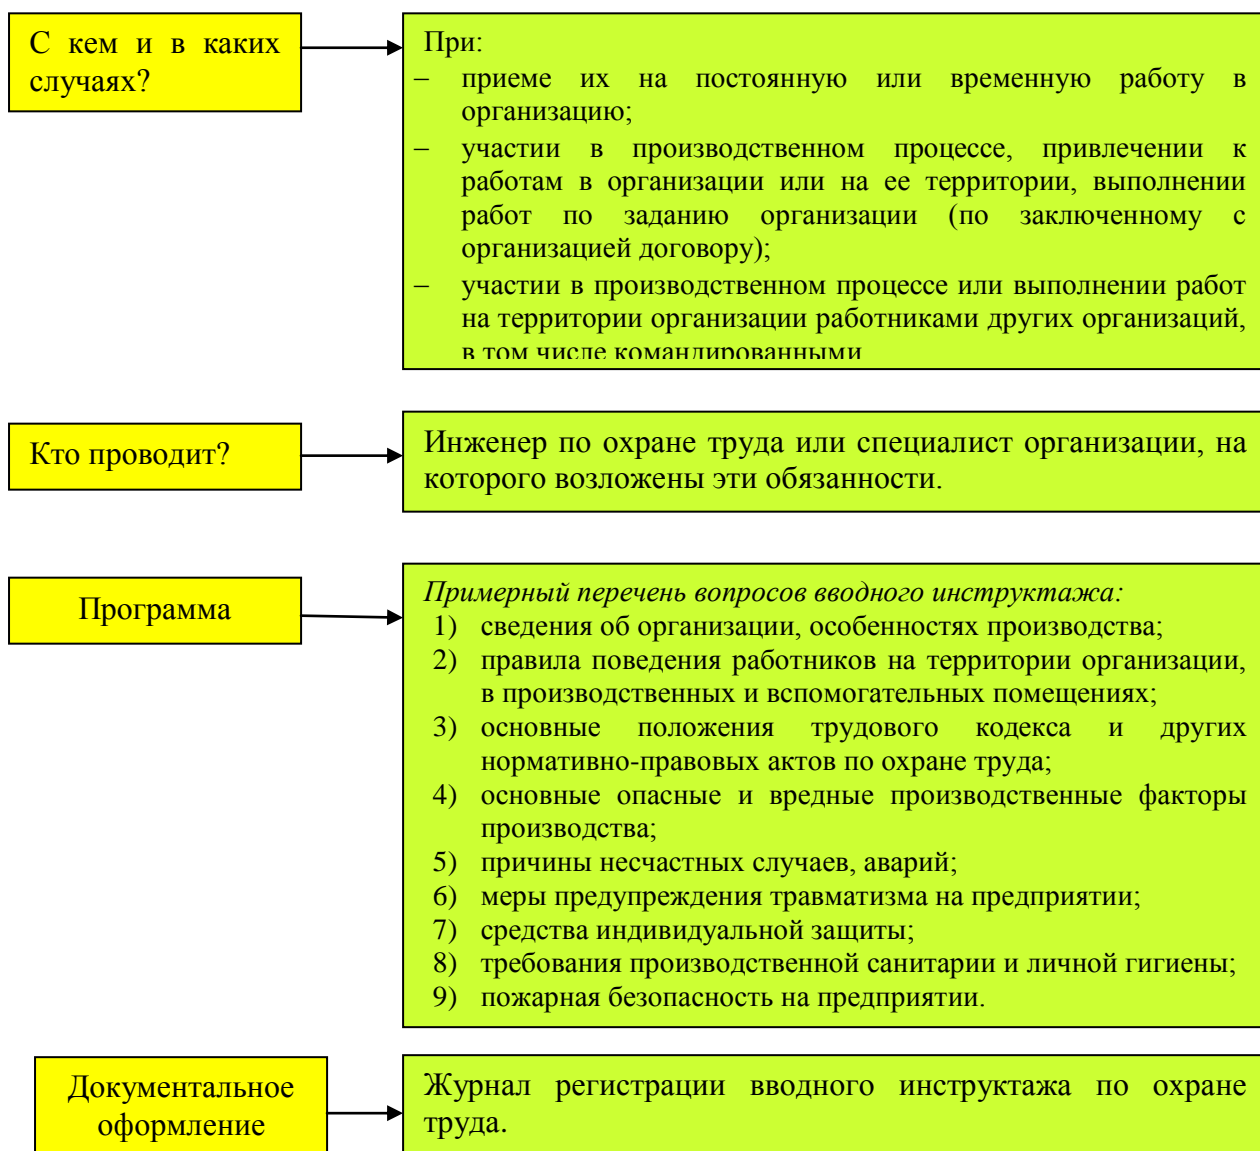 С кем и в каких
случаях?
При:
– приеме их на постоянную или временную работу в
организацию;
– участии в производственном процессе, привлечении к
работам в организации или на ее территории, выполнении
работ по заданию организации (по заключенному с
организацией договору);
– участии в производственном процессе или выполнении работ
на территории организации работниками других организаций,
в том числе командированными
Кто проводит?
Инженер по охране труда или специалист организации, на
которого возложены эти обязанности.
Программа
Примерный перечень вопросов вводного инструктажа:
1) сведения об организации, особенностях производства;
2) правила поведения работников на территории организации,
в производственных и вспомогательных помещениях;
3) основные положения трудового кодекса и других
нормативно-правовых актов по охране труда;
4) основные опасные и вредные производственные факторы
производства;
5) причины несчастных случаев, аварий;
6) меры предупреждения травматизма на предприятии;
7) средства индивидуальной защиты;
8) требования производственной санитарии и личной гигиены;
9) пожарная безопасность на предприятии.
Документальное
оформление
Журнал регистрации вводного инструктажа по охране
труда.